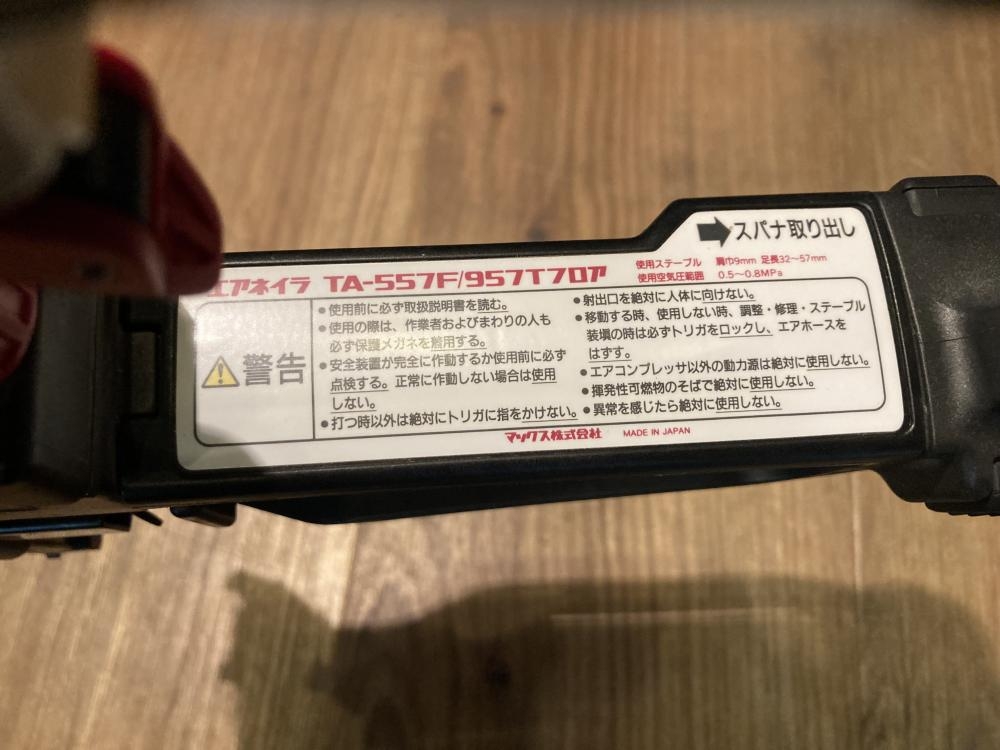 スパナ取り出し
エアネイラ TA-557F/957Tフロア
使用ステープル 肩巾9mm 足長32～57mm
使用空気圧範囲 0.5～0.8MPa
警告
●使用前に必ず取扱説明書を読む。
●使用の際は、作業者およびまわりの人も
必ず保護メガネを着用する。
●安全装置が完全に作動するか使用前に必ず
点検する。正常に作動しない場合は使用
しない。
●打つ時以外は絶対にトリガに指をかけない。
●射出口を絶対に人体に向けない。
●移動する時、使用しない時、調整・修理・ステープル
装填の時は必ずトリガをロックし、エアホースを
はずす。
●エアコンプレッサ以外の動力源は絶対に使用しない。
●揮発性可燃物のそばで絶対に使用しない。
●異常を感じたら絶対に使用しない。
マックス株式会社 MADE IN JAPAN